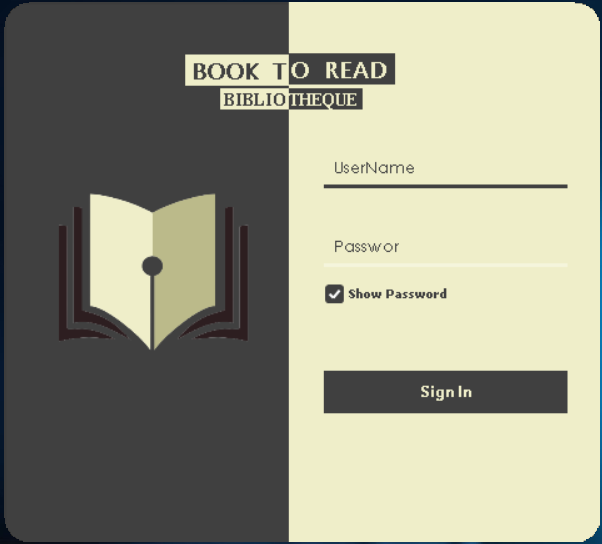 BOOK TO READ
BIBLIOTHEQUE
UserName
Passwor
Show Password
Sign In